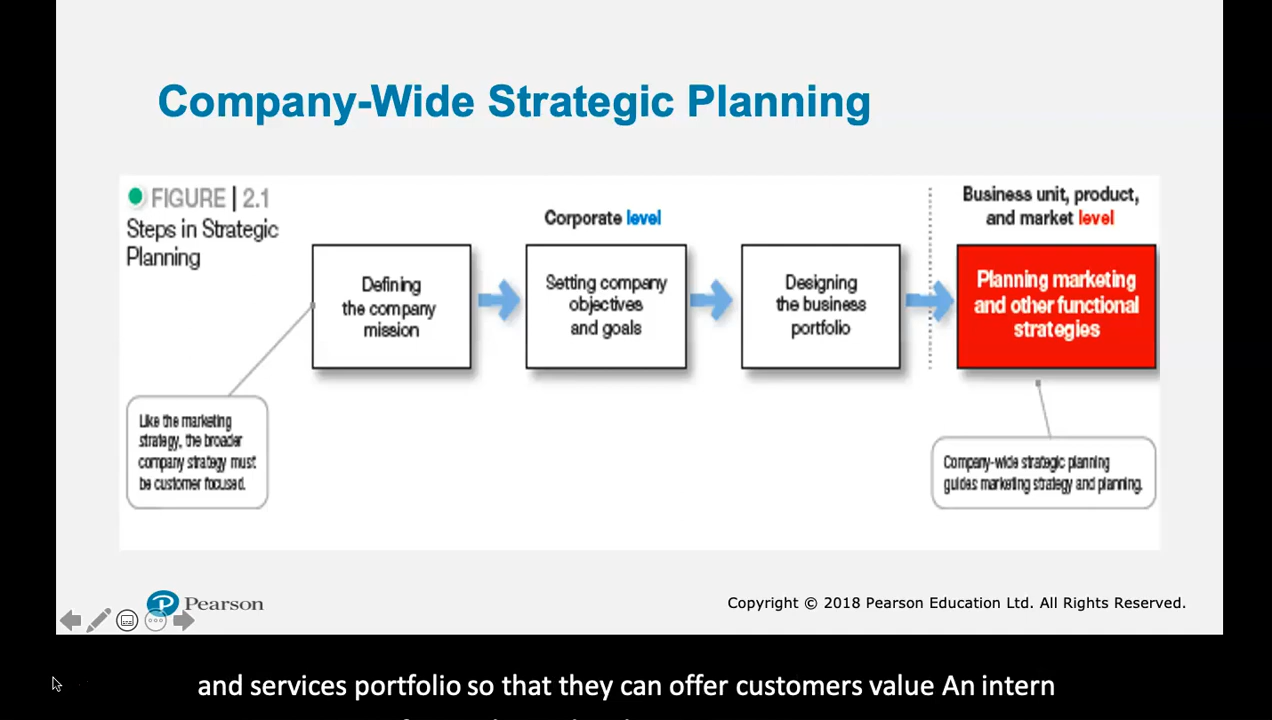 Company-Wide Strategic Planning
FIGURE | 2.1
Steps in Strategic
Planning
Corporate level
Business unit, product,
and market level
Defining
the company
mission
Setting company
objectives
and goals
Designing
the business
portfolio
Planning marketing
and other functional
strategies
Like the marketing
strategy, the broader
company strategy must
be customer focused.
Company-wide strategic planning
guides marketing strategy and planning.
Pearson
Copyright © 2018 Pearson Education Ltd. All Rights Reserved.
and services portfolio so that they can offer customers value An intern